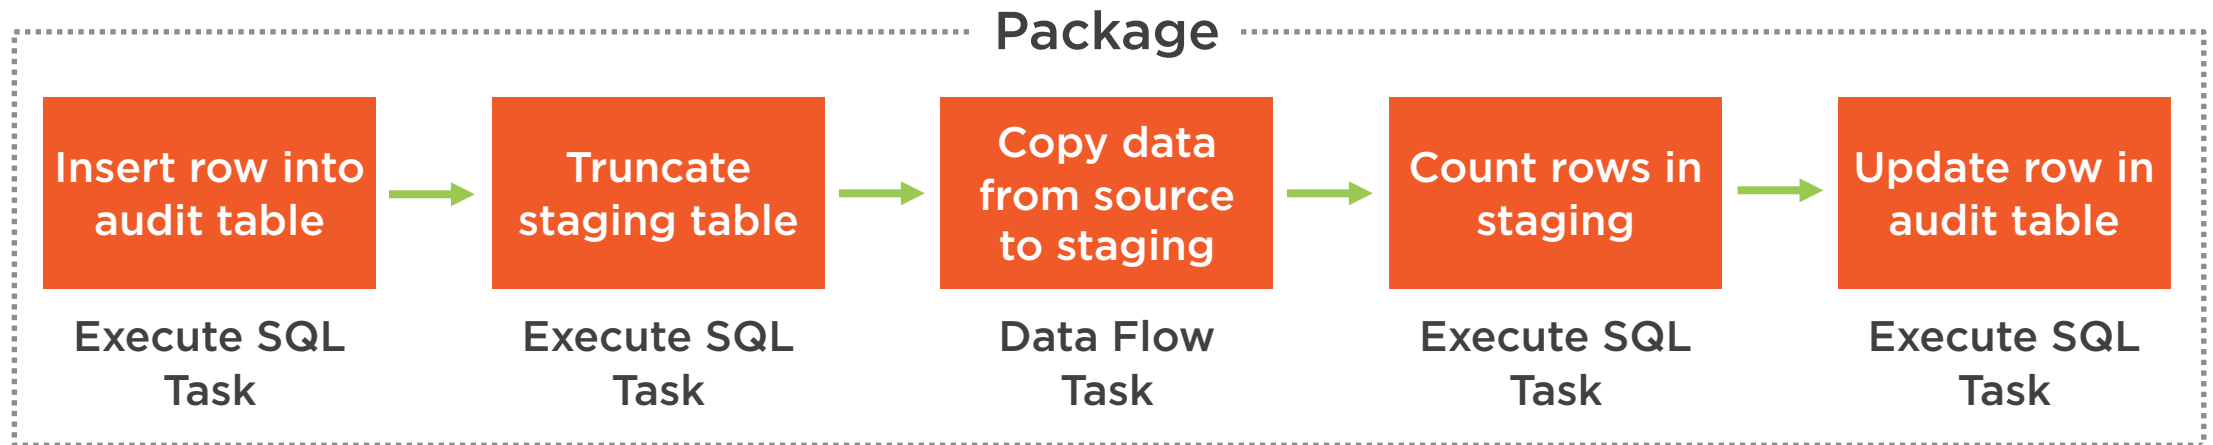 Package
Insert row into
audit table
Truncate
staging table
Copy data
from source
to staging
Count rows in
staging
Update row in
audit table
Execute SQL
Task
Execute SQL
Task
Data Flow
Task
Execute SQL
Task
Execute SQL
Task